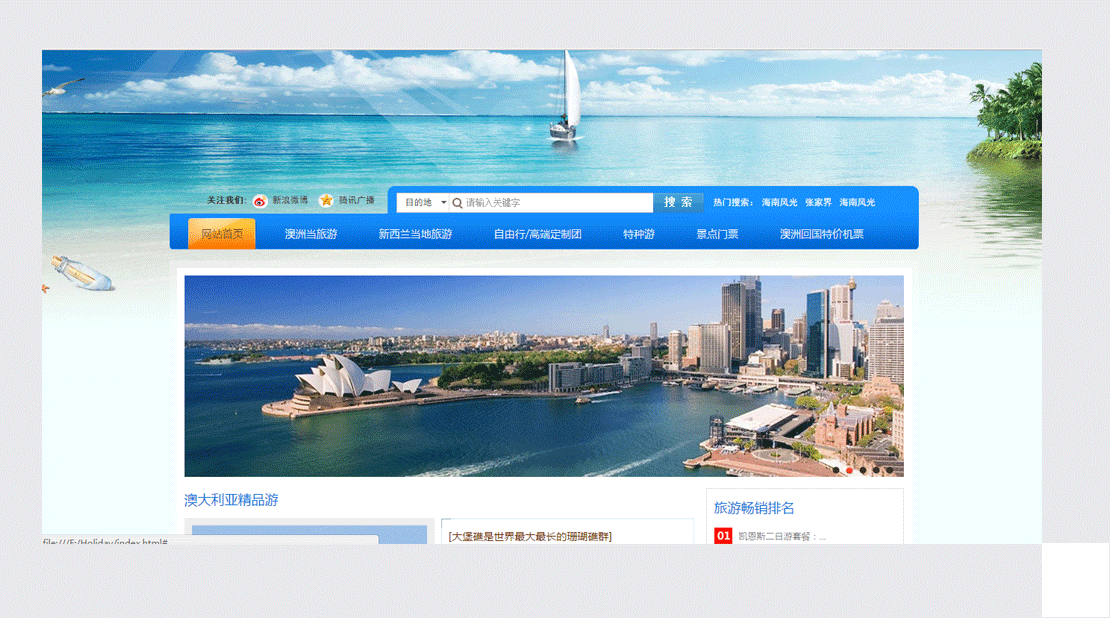 关注我们: 新浪微博 腾讯广播
目的地 请输入关键字 搜 索 热门搜索: 海南风光 张家界 海南风光
网站首页 澳洲当旅游 新西兰当地旅游 自由行/高端定制团 特种游 景点门票 澳洲回国特价机票
澳大利亚精品游
旅游畅销排名
[大堡礁是世界最大最长的珊瑚礁群]
01 凯恩斯二日游套餐：...
file:///F:/Holiday/index.html#